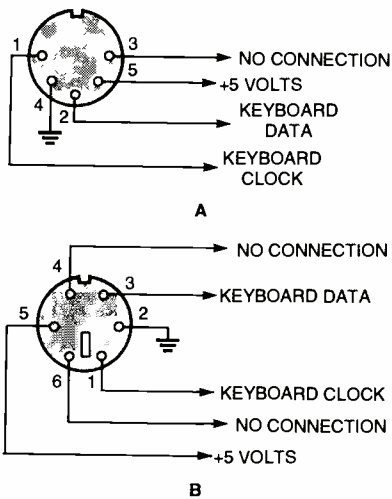 1
3
NO CONNECTION
5
+5 VOLTS
4
2
KEYBOARD
DATA
KEYBOARD
CLOCK
A
NO CONNECTION
4
3
KEYBOARD DATA
5
2
6
1
KEYBOARD CLOCK
NO CONNECTION
+5 VOLTS
B